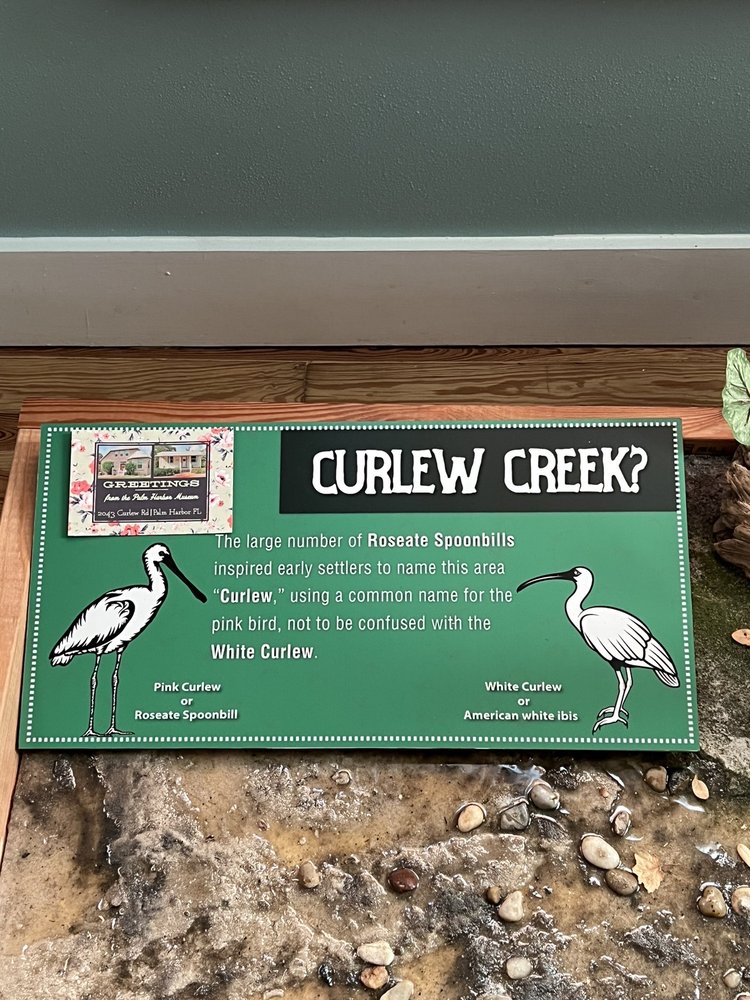 GREETINGS
from the Palm Harbor Museum
2043 Curlew Rd | Palm Harbor FL
CURLEW CREEK?
The large number of Roseate Spoonbills
inspired early settlers to name this area
“Curlew,” using a common name for the
pink bird, not to be confused with the
White Curlew.
Pink Curlew
or
Roseate Spoonbill
White Curlew
or
American white ibis